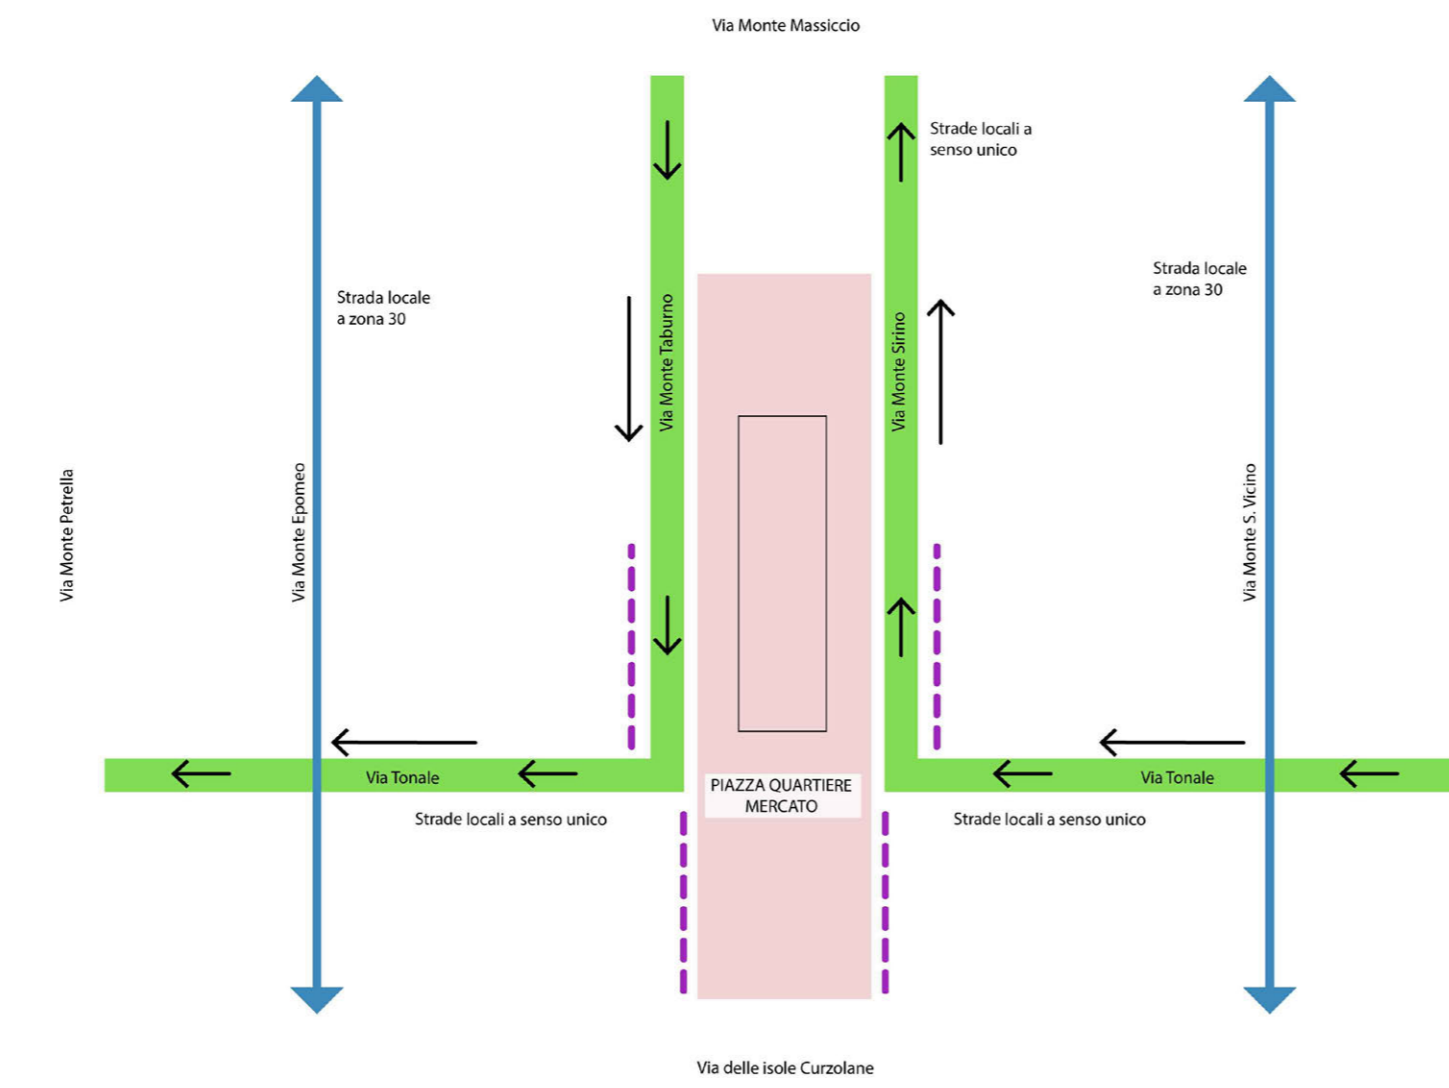 Via Monte Massiccio
Strade locali a
senso unico
Strada locale
a zona 30
Strada locale
a zona 30
Via Monte Taburno
Via Monte Sirino
Via Monte Petrella
Via Monte Epomeo
Via Monte S. Vicino
Via Tonale
PIAZZA QUARTIERE
MERCATO
Via Tonale
Strade locali a senso unico
Strade locali a senso unico
Via delle isole Curzolane